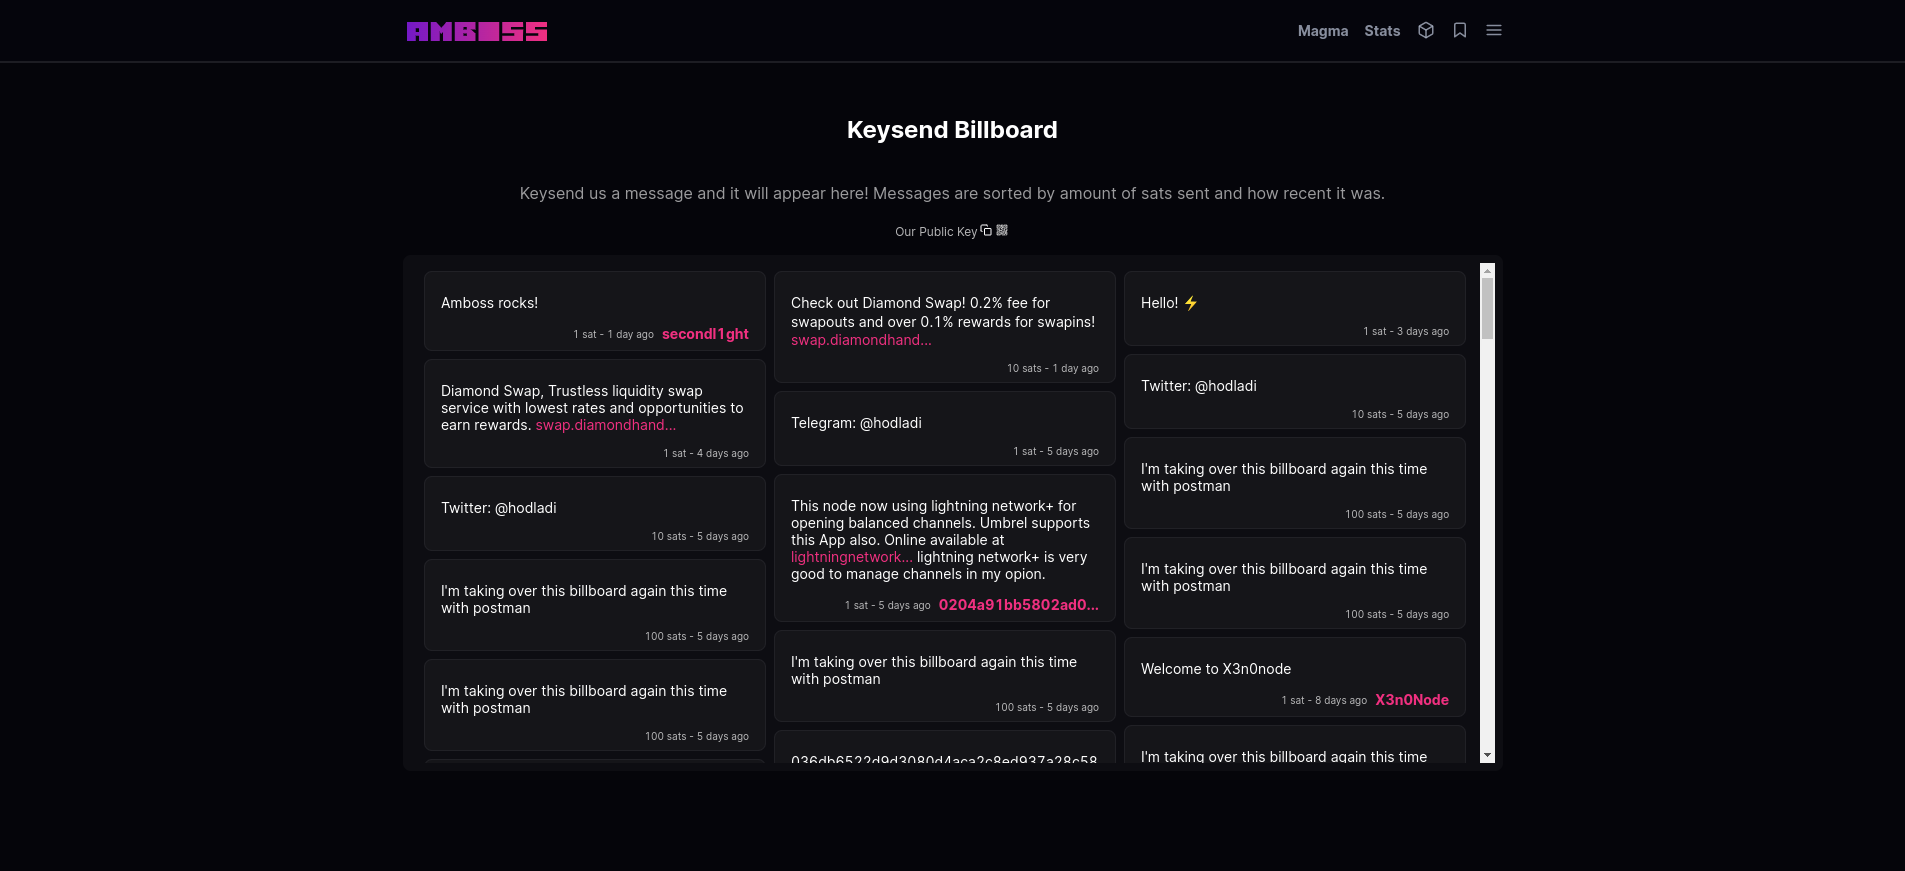 AMBOSS
Magma
Stats
Keysend Billboard
Keysend us a message and it will appear here! Messages are sorted by amount of sats sent and how recent it was.
Our Public Key
Amboss rocks!
1 sat - 1 day ago secondl1ght
Diamond Swap, Trustless liquidity swap
service with lowest rates and opportunities to
earn rewards. swap.diamondhand...
1 sat - 4 days ago
Twitter: @hodladi
10 sats - 5 days ago
I'm taking over this billboard again this time
with postman
100 sats - 5 days ago
I'm taking over this billboard again this time
with postman
100 sats - 5 days ago
Check out Diamond Swap! 0.2% fee for
swapouts and over 0.1% rewards for swapins!
swap.diamondhand...
10 sats - 1 day ago
Telegram: @hodladi
1 sat - 5 days ago
This node now using lightning network+ for
opening balanced channels. Umbrel supports
this App also. Online available at
lightningnetwork... lightning network+ is very
good to manage channels in my opion.
1 sat - 5 days ago 0204a91bb5802ad0...
I'm taking over this billboard again this time
with postman
100 sats - 5 days ago
036db6522d9d3080d4aca2c8ed937a28c58
Hello! ⚡
1 sat - 3 days ago
Twitter: @hodladi
10 sats - 5 days ago
I'm taking over this billboard again this time
with postman
100 sats - 5 days ago
I'm taking over this billboard again this time
with postman
100 sats - 5 days ago
Welcome to X3n0node
1 sat - 8 days ago X3n0Node
I'm taking over this billboard again this time